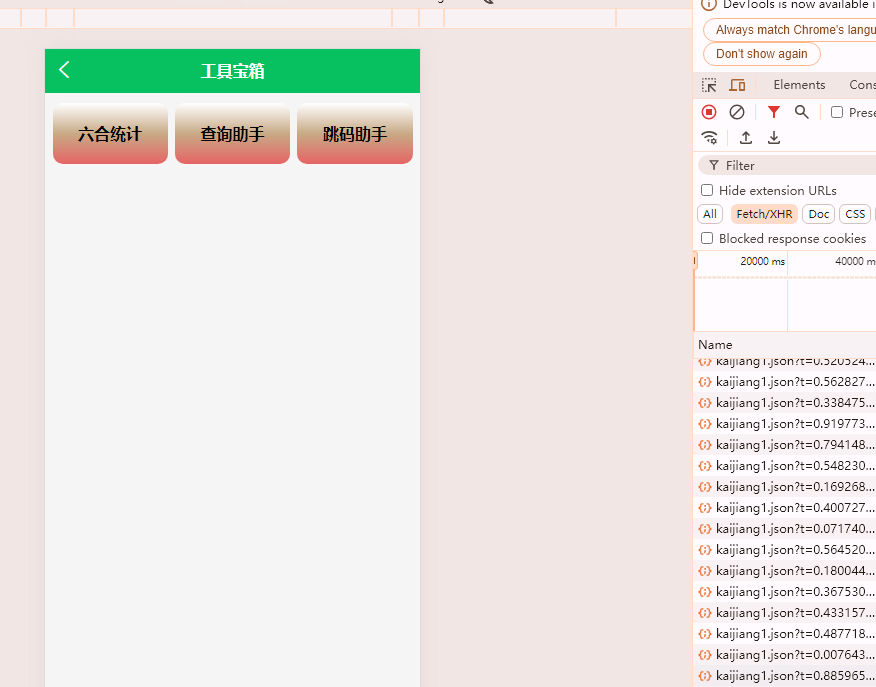 工具宝箱
六合统计 查询助手 跳码助手
DevTools is now available i
Always match Chrome's langu
Don't show again
Elements Cons
Prese
Filter
Hide extension URLs
All Fetch/XHR Doc CSS
Blocked response cookies
20000 ms 40000 m
Name
kaijiang1.json?t=0.520524...
kaijiang1.json?t=0.562827...
kaijiang1.json?t=0.338475...
kaijiang1.json?t=0.919773...
kaijiang1.json?t=0.794148...
kaijiang1.json?t=0.548230...
kaijiang1.json?t=0.169268...
kaijiang1.json?t=0.400727...
kaijiang1.json?t=0.071740...
kaijiang1.json?t=0.564520...
kaijiang1.json?t=0.180044...
kaijiang1.json?t=0.367530...
kaijiang1.json?t=0.433157...
kaijiang1.json?t=0.487718...
kaijiang1.json?t=0.007643...
kaijiang1.json?t=0.885965...